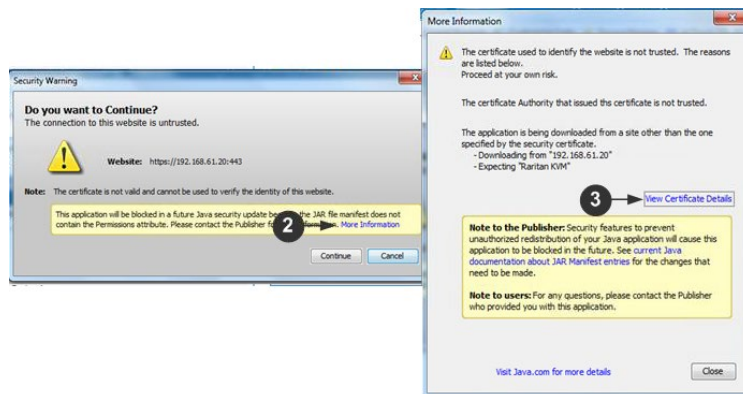 Security Warning
Do you want to Continue?
The connection to this website is untrusted.
Website: https://192.168.61.20:443
Note: The certificate is not valid and cannot be used to verify the identity of this website.
This application will be blocked in a future Java security update because the JAR file manifest does not
contain the Permissions attribute. Please contact the Publisher for information. More Information
2
Continue
Cancel
More Information
The certificate used to identify the website is not trusted. The reasons
are listed below.
Proceed at your own risk.
The certificate Authority that issued ths certificate is not trusted.
The application is being downloaded from a site other than the one
specified by the security certificate.
- Downloading from "192.168.61.20"
- Expecting "Raritan KVM"
3
View Certificate Details
Note to the Publisher: Security features to prevent
unauthorized redistribution of your Java application will cause this
application to be blocked in the future. See current Java
documentation about JAR Manifest entries for the changes that
need to be made.
Note to users: For any questions, please contact the Publisher
who provided you with this application.
Visit Java.com for more details
Close